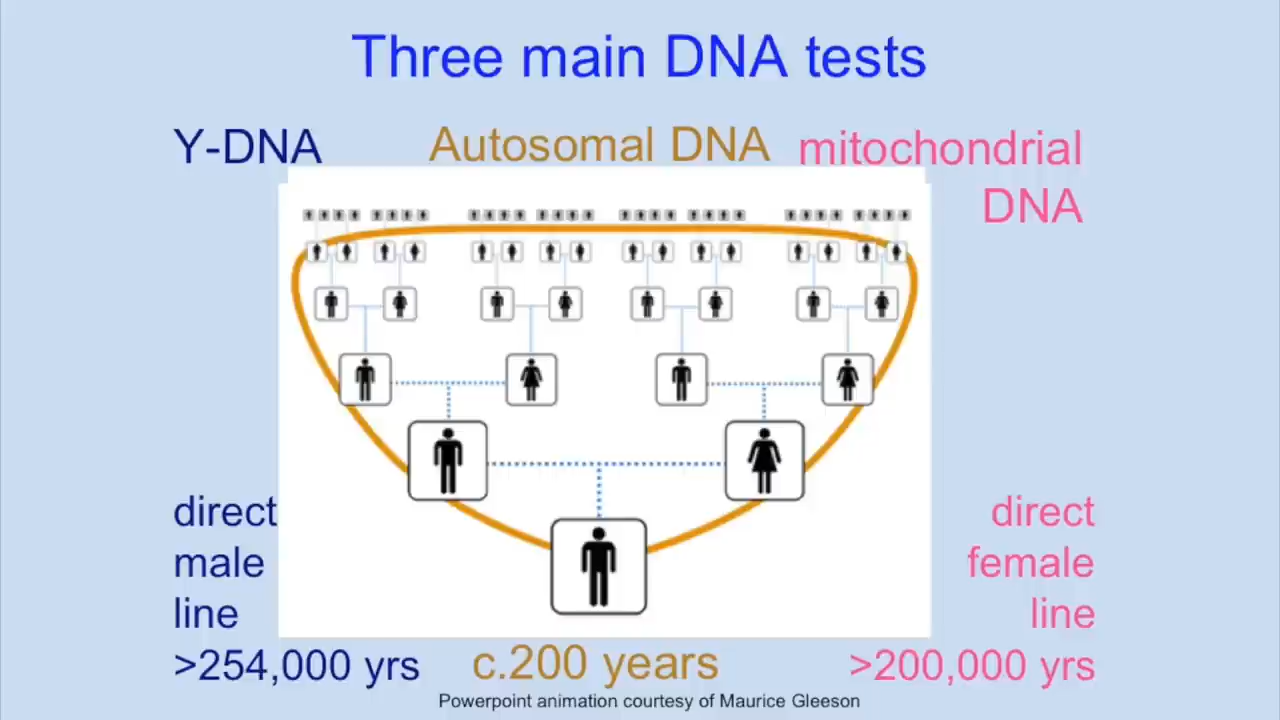 Three main DNA tests
Y-DNA
Autosomal DNA
mitochondrial
DNA
direct
male
line
>254,000 yrs
c.200 years
direct
female
line
>200,000 yrs
Powerpoint animation courtesy of Maurice Gleeson